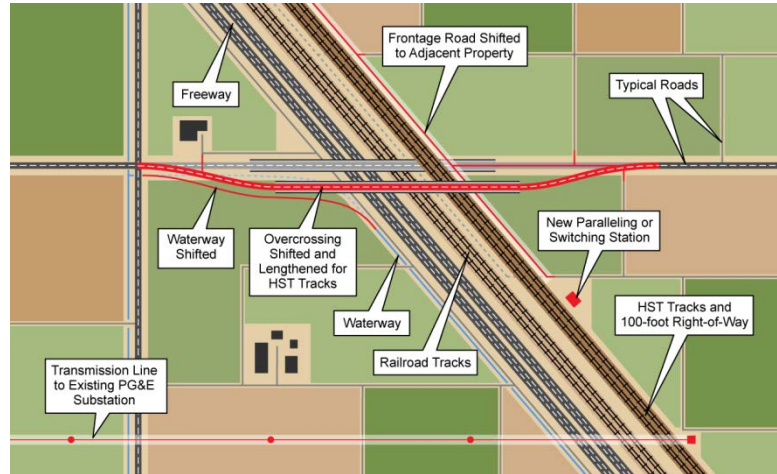 Freeway
Frontage Road Shifted
to Adjacent Property
Typical Roads
Waterway
Shifted
Overcrossing
Shifted and
Lengthened for
HST Tracks
New Paralleling or
Switching Station
Waterway
Railroad Tracks
HST Tracks and
100-foot Right-of-Way
Transmission Line
to Existing PG&E
Substation